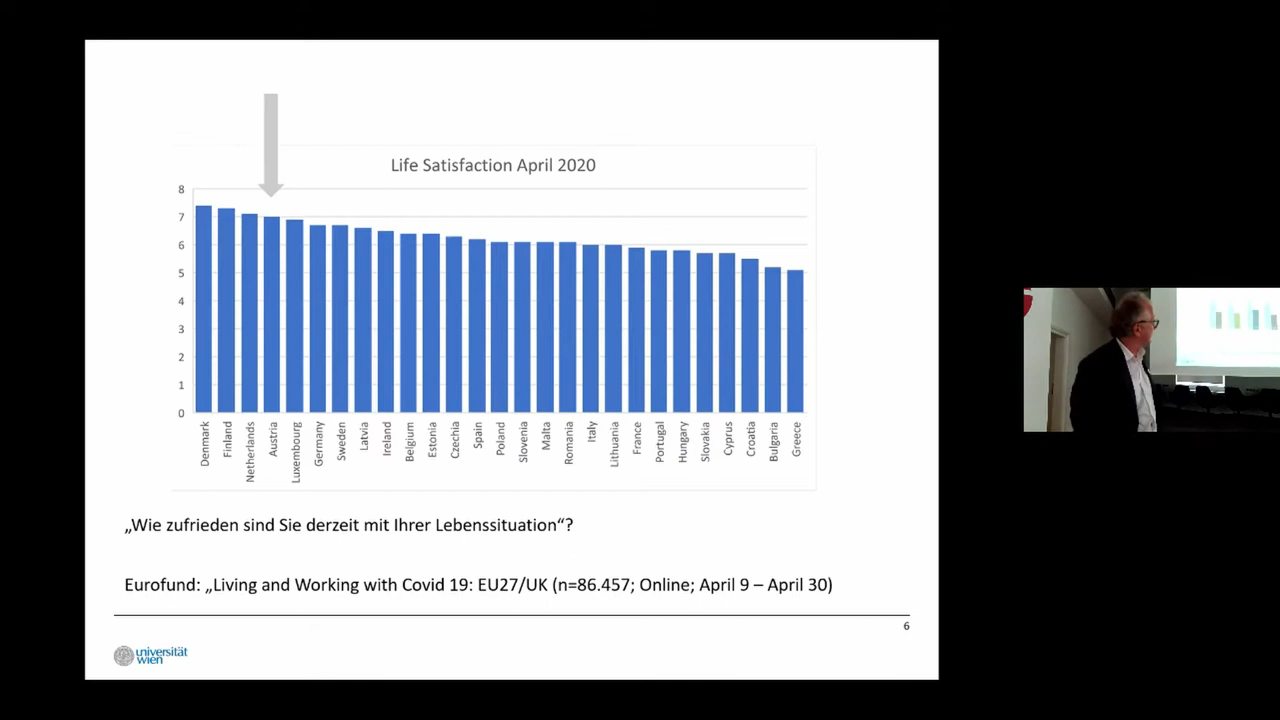 Life Satisfaction April 2020
8
7
6
5
4
3
2
1
0
Denmark
Finland
Netherlands
Austria
Luxembourg
Germany
Sweden
Latvia
Ireland
Belgium
Estonia
Czechia
Spain
Poland
Slovenia
Malta
Romania
Italy
Lithuania
France
Portugal
Hungary
Slovakia
Cyprus
Croatia
Bulgaria
Greece
„Wie zufrieden sind Sie derzeit mit Ihrer Lebenssituation“?
Eurofund: „Living and Working with Covid 19: EU27/UK (n=86.457; Online; April 9 – April 30)
6
universität
wien